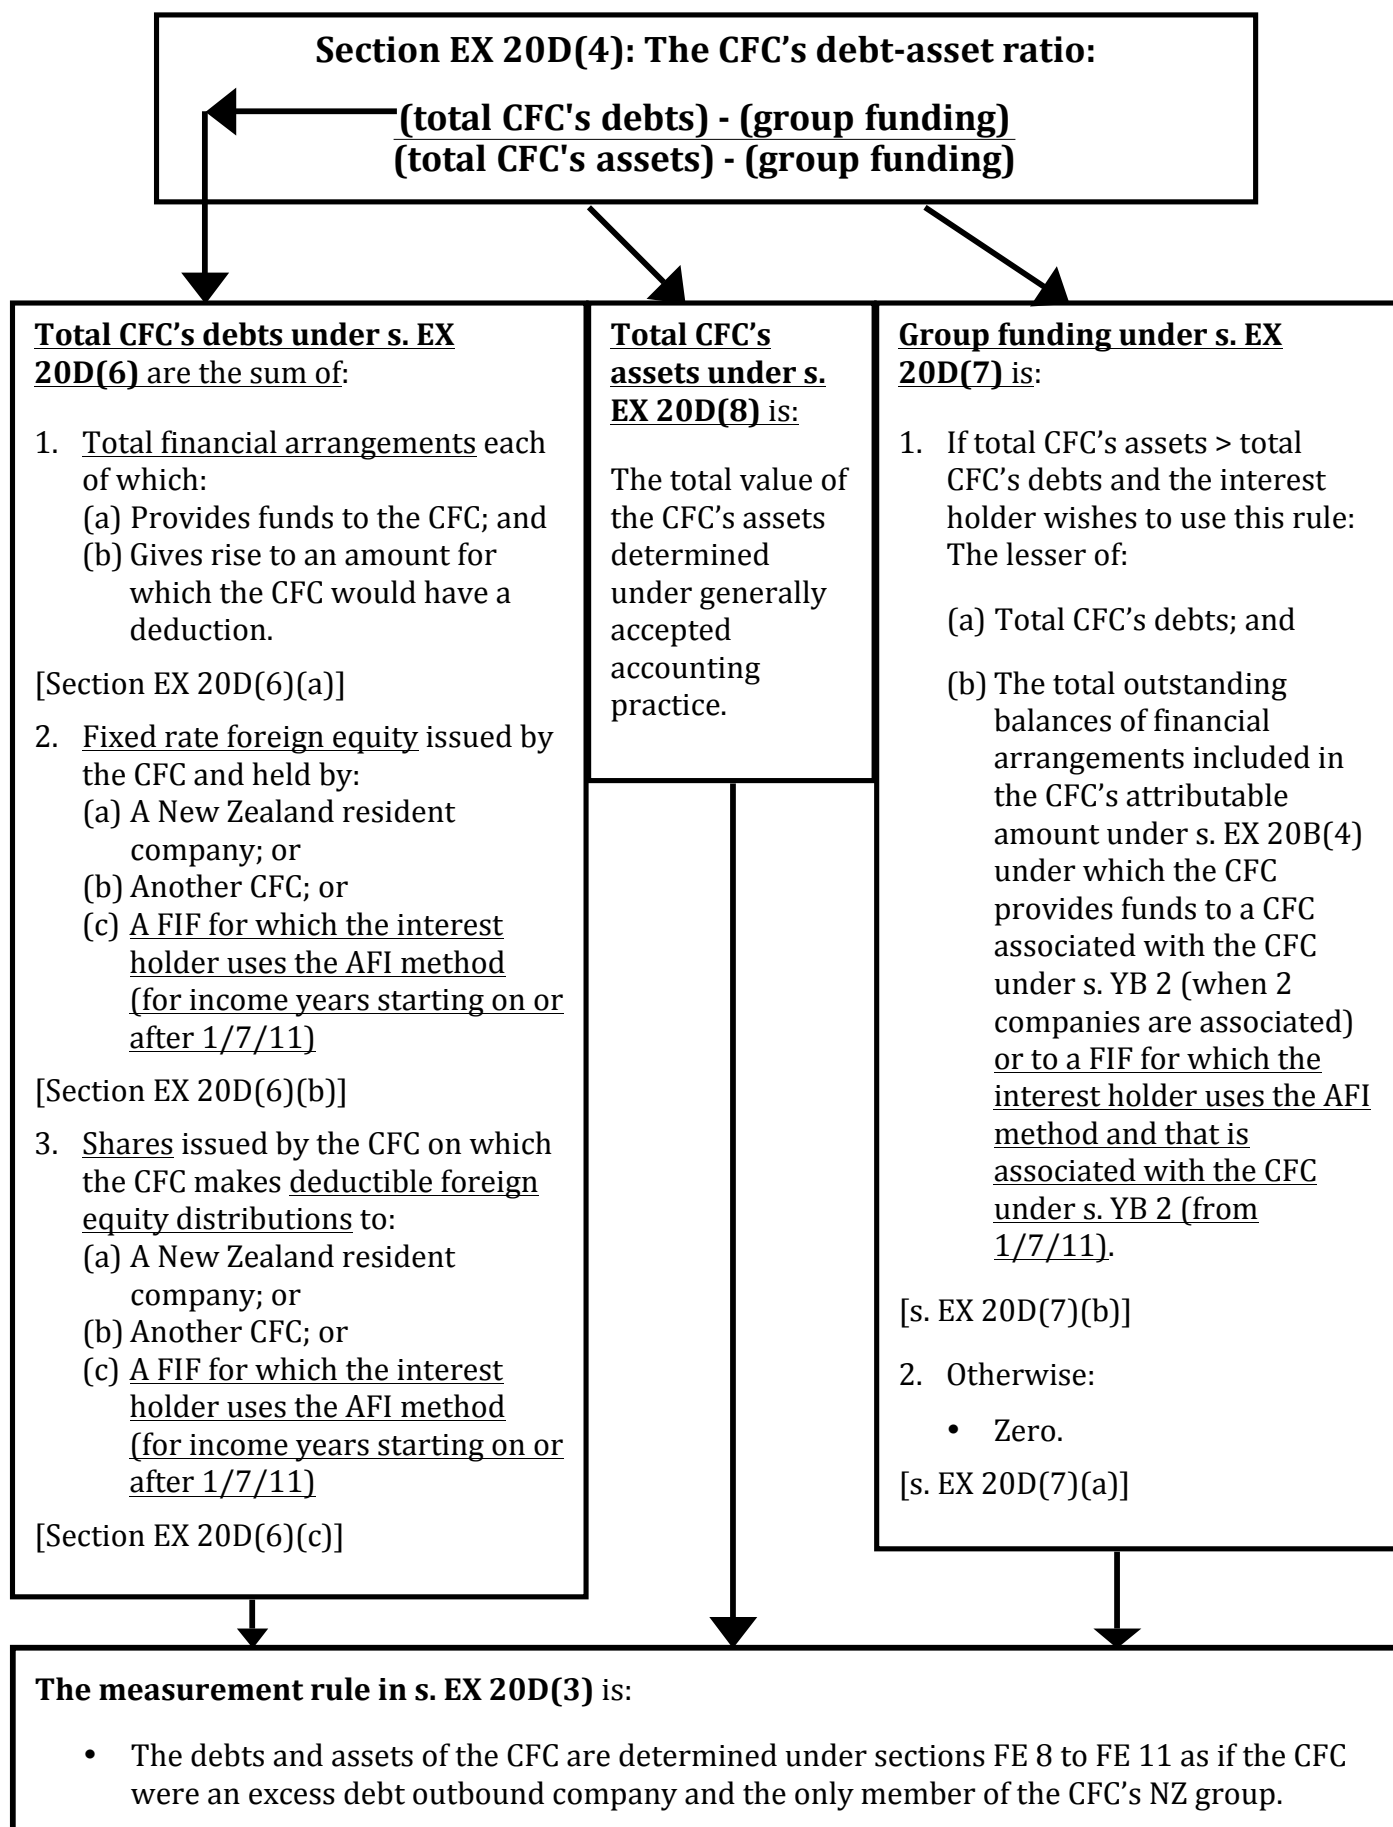 Section EX 20D(4): The CFC’s debt-asset ratio:
(total CFC's debts) - (group funding)
(total CFC's assets) - (group funding)
Total CFC’s debts under s. EX
20D(6) are the sum of:
1. Total financial arrangements each
of which:
(a) Provides funds to the CFC; and
(b) Gives rise to an amount for
which the CFC would have a
deduction.
[Section EX 20D(6)(a)]
2. Fixed rate foreign equity issued by
the CFC and held by:
(a) A New Zealand resident
company; or
(b) Another CFC; or
(c) A FIF for which the interest
holder uses the AFI method
(for income years starting on or
after 1/7/11)
[Section EX 20D(6)(b)]
3. Shares issued by the CFC on which
the CFC makes deductible foreign
equity distributions to:
(a) A New Zealand resident
company; or
(b) Another CFC; or
(c) A FIF for which the interest
holder uses the AFI method
(for income years starting on or
after 1/7/11)
[Section EX 20D(6)(c)]
Total CFC’s
assets under s.
EX 20D(8) is:
The total value of
the CFC’s assets
determined
under generally
accepted
accounting
practice.
Group funding under s. EX
20D(7) is:
1. If total CFC’s assets > total
CFC’s debts and the interest
holder wishes to use this rule:
The lesser of:
(a) Total CFC’s debts; and
(b) The total outstanding
balances of financial
arrangements included in
the CFC’s attributable
amount under s. EX 20B(4)
under which the CFC
provides funds to a CFC
associated with the CFC
under s. YB 2 (when 2
companies are associated)
or to a FIF for which the
interest holder uses the AFI
method and that is
associated with the CFC
under s. YB 2 (from
1/7/11).
[s. EX 20D(7)(b)]
2. Otherwise:
• Zero.
[s. EX 20D(7)(a)]
The measurement rule in s. EX 20D(3) is:
• The debts and assets of the CFC are determined under sections FE 8 to FE 11 as if the CFC
were an excess debt outbound company and the only member of the CFC’s NZ group.